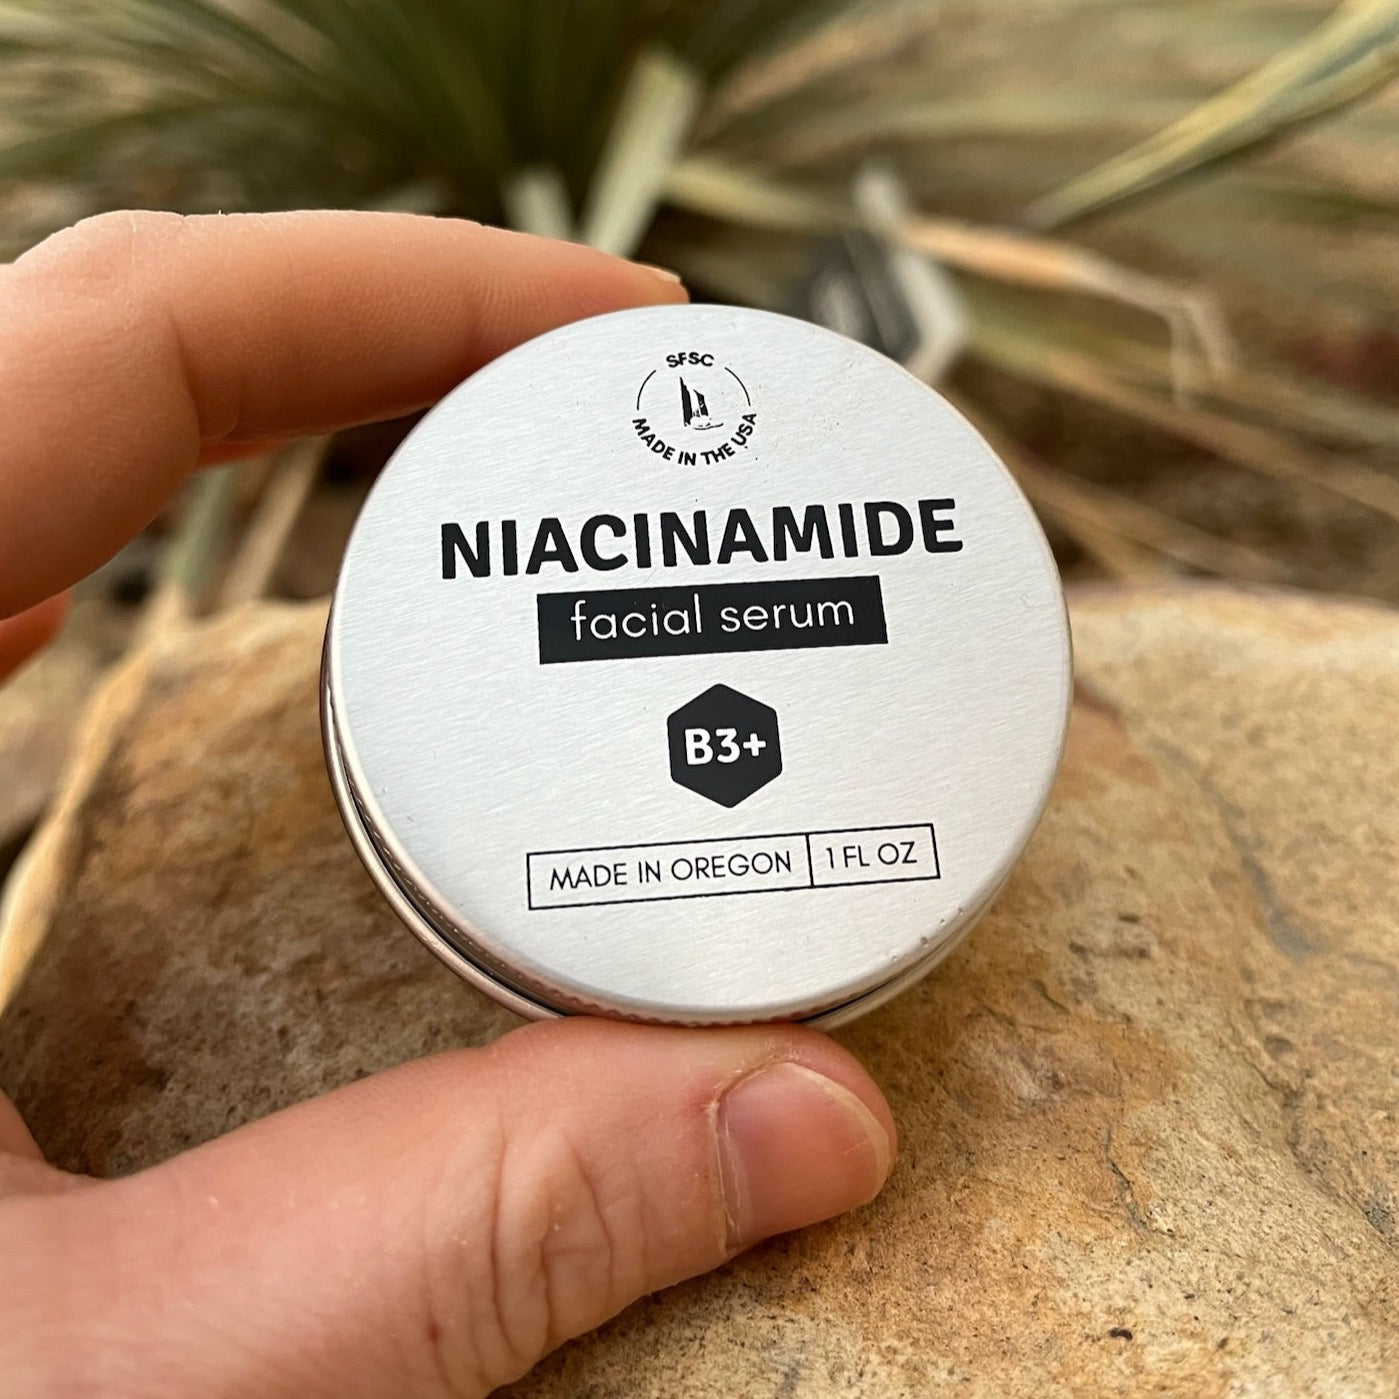 SFSC
MADE IN THE USA
NIACINAMIDE
facial serum
B3+
MADE IN OREGON 1 FL OZ